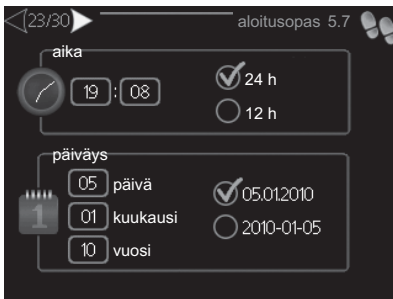 23/30 aloitusopas 5.7
aika
19 : 08
24 h
12 h
päiväys
05 päivä
01 kuukausi
10 vuosi
05.01.2010
2010-01-05
1